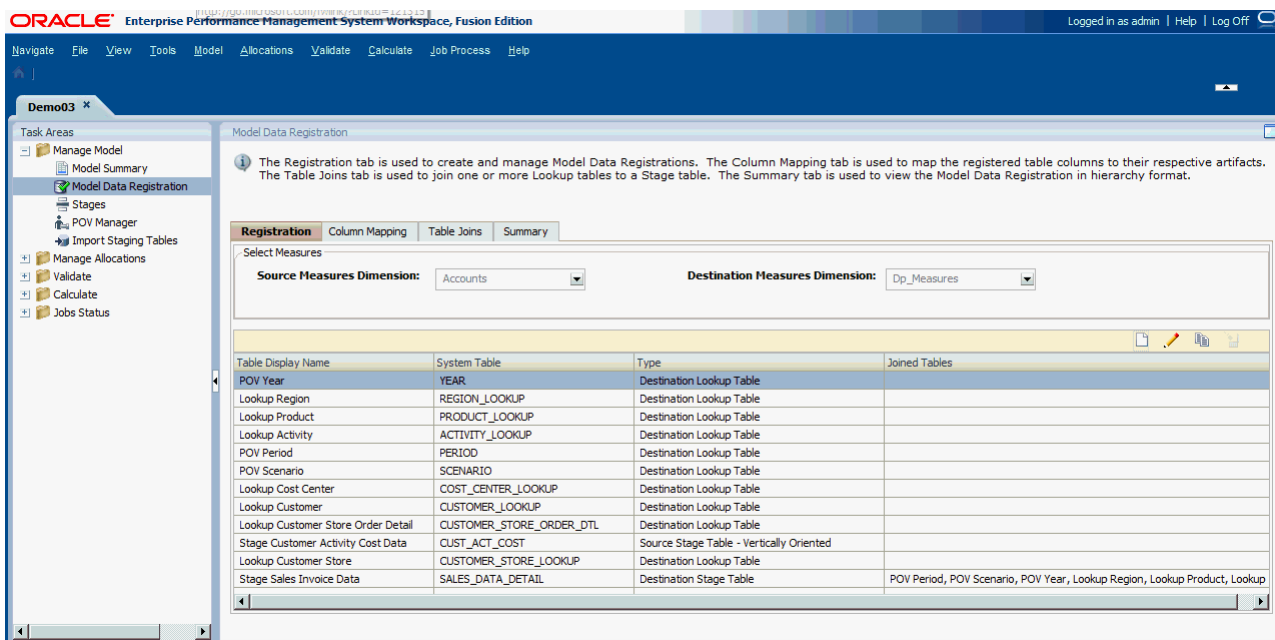 http://go.microsoft.com/fwlink/?LinkId=121315
ORACLE Enterprise Performance Management System Workspace, Fusion Edition
Logged in as admin | Help | Log Off
Navigate File View Tools Model Allocations Validate Calculate Job Process Help
Demo03 ×
Task Areas
Manage Model
Model Summary
Model Data Registration
Stages
POV Manager
Import Staging Tables
Manage Allocations
Validate
Calculate
Jobs Status
Model Data Registration
The Registration tab is used to create and manage Model Data Registrations. The Column Mapping tab is used to map the registered table columns to their respective artifacts.
The Table Joins tab is used to join one or more Lookup tables to a Stage table. The Summary tab is used to view the Model Data Registration in hierarchy format.
Registration Column Mapping Table Joins Summary
Select Measures
Source Measures Dimension: Accounts Destination Measures Dimension: Dp_Measures
Table Display Name System Table Type Joined Tables
POV Year YEAR Destination Lookup Table
Lookup Region REGION_LOOKUP Destination Lookup Table
Lookup Product PRODUCT_LOOKUP Destination Lookup Table
Lookup Activity ACTIVITY_LOOKUP Destination Lookup Table
POV Period PERIOD Destination Lookup Table
POV Scenario SCENARIO Destination Lookup Table
Lookup Cost Center COST_CENTER_LOOKUP Destination Lookup Table
Lookup Customer CUSTOMER_LOOKUP Destination Lookup Table
Lookup Customer Store Order Detail CUSTOMER_STORE_ORDER_DTL Destination Lookup Table
Stage Customer Activity Cost Data CUST_ACT_COST Source Stage Table - Vertically Oriented
Lookup Customer Store CUSTOMER_STORE_LOOKUP Destination Lookup Table
Stage Sales Invoice Data SALES_DATA_DETAIL Destination Stage Table POV Period, POV Scenario, POV Year, Lookup Region, Lookup Product, Lookup